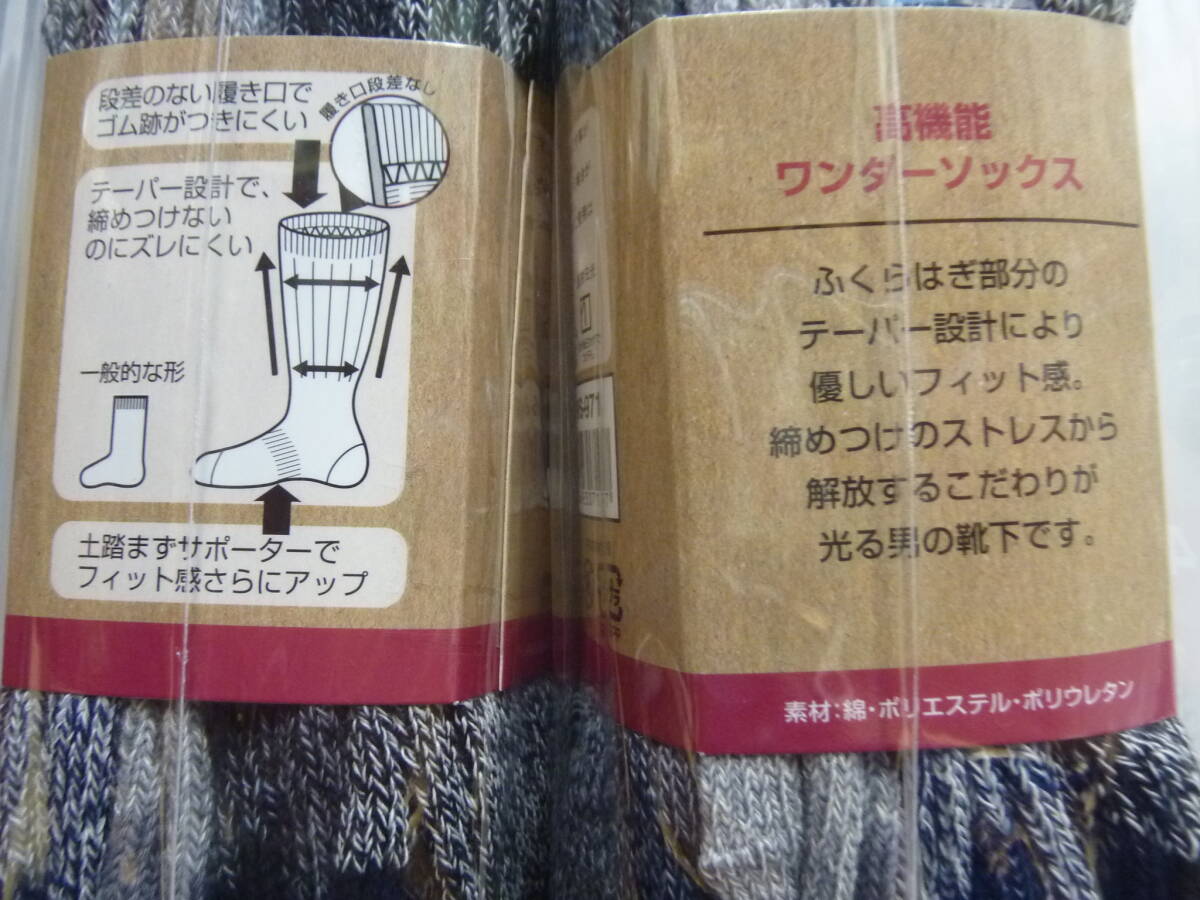 段差のない履き口で
ゴム跡がつきにくい
履き口段差なし
テーパー設計で、
締めつけない
のにズレにくい
一般的な形
土踏まずサポーターで
フィット感さらにアップ
高機能
ワンダーソックス
ふくらはぎ部分の
テーパー設計により
優しいフィット感。
締めつけのストレスから
解放するこだわりが
光る男の靴下です。
素材:綿・ポリエステル・ポリウレタン